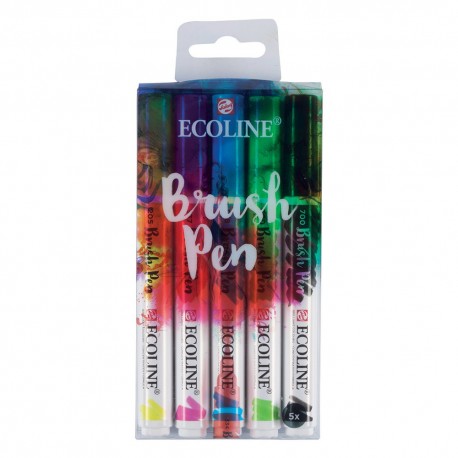 ECOLINE®
Brush
Pen
205 Brush Pen
ECOLINE
ECOLINE
ECOLINE
ECOLINE
700 Brush Pen
ECOLINE
5x